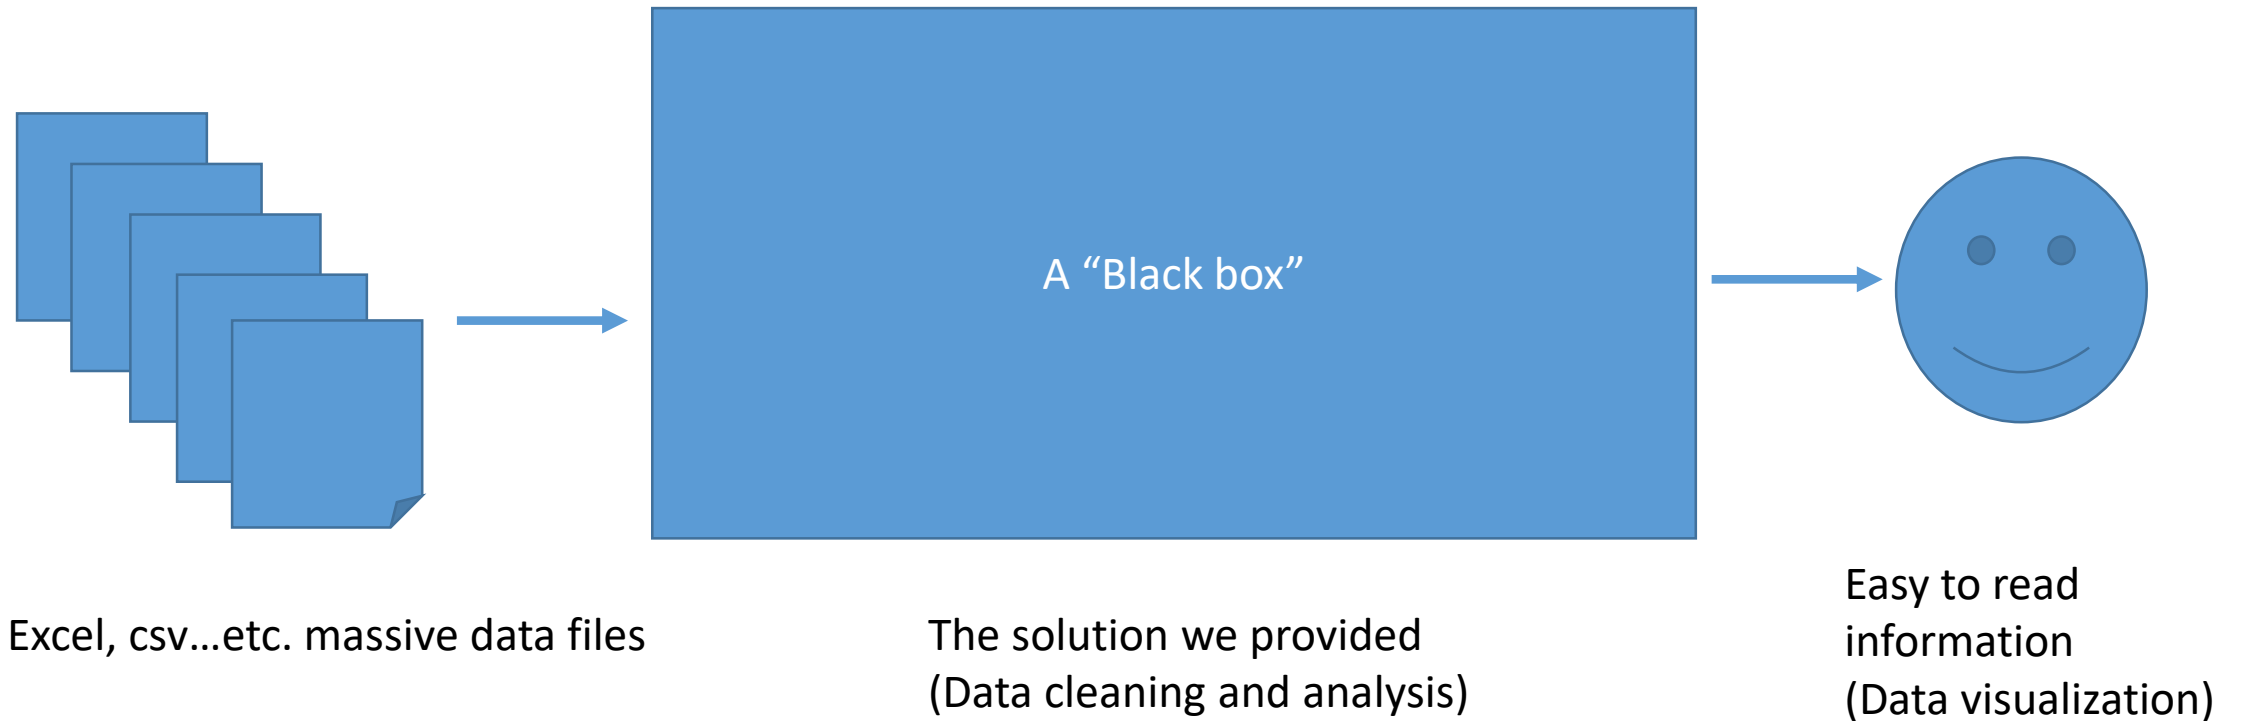 A “Black box”
Excel, csv…etc. massive data files
The solution we provided
(Data cleaning and analysis)
Easy to read
information
(Data visualization)